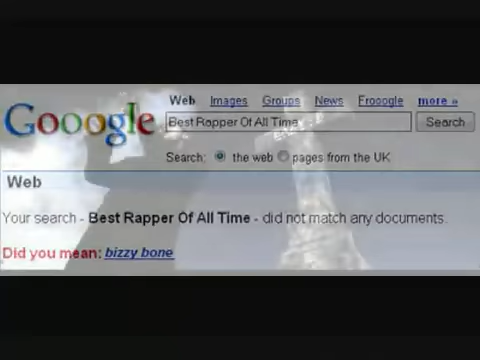 Web Images Groups News Froogle more »
Gooogle Best Rapper Of All Time Search
Search: the web pages from the UK
Web
Your search - Best Rapper Of All Time - did not match any documents.
Did you mean: bizzy bone